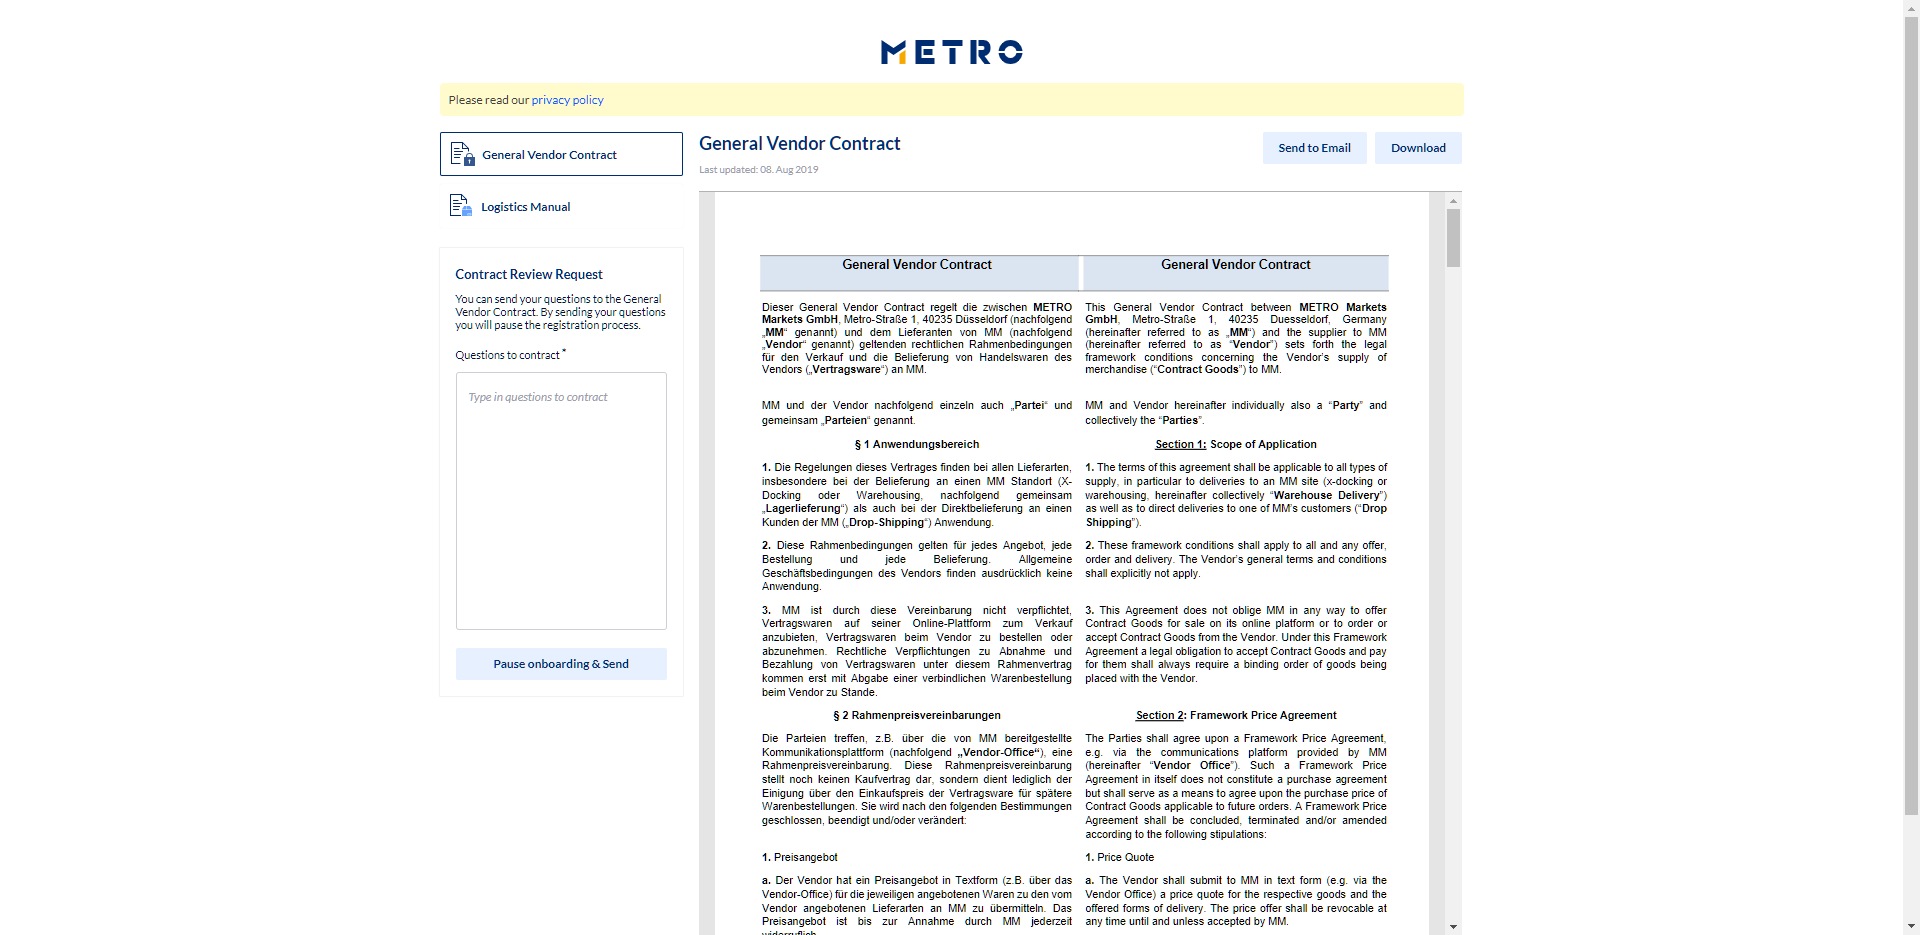 METRO
Please read our privacy policy
General Vendor Contract
Logistics Manual
Contract Review Request
You can send your questions to the General
Vendor Contract. By sending your questions
you will pause the registration process.
Questions to contract *
Type in questions to contract
Pause onboarding & Send
General Vendor Contract
Last updated: 08. Aug 2019
Send to Email
Download
General Vendor Contract
Dieser General Vendor Contract regelt die zwischen METRO
Markets GmbH, Metro-Straße 1, 40235 Düsseldorf (nachfolgend
„MM“ genannt) und dem Lieferanten von MM (nachfolgend
„Vendor“ genannt) geltenden rechtlichen Rahmenbedingungen
für den Verkauf und die Belieferung von Handelswaren des
Vendors („Vertragsware“) an MM.
MM und der Vendor nachfolgend einzeln auch „Partei“ und
gemeinsam „Parteien“ genannt.
§ 1 Anwendungsbereich
1. Die Regelungen dieses Vertrages finden bei allen Lieferarten,
insbesondere bei der Belieferung an einen MM Standort (X-
Docking oder Warehousing, nachfolgend gemeinsam
„Lagerlieferung“) als auch bei der Direktbelieferung an einen
Kunden der MM („Drop-Shipping“) Anwendung.
2. Diese Rahmenbedingungen gelten für jedes Angebot, jede
Bestellung und jede Belieferung. Allgemeine
Geschäftsbedingungen des Vendors finden ausdrücklich keine
Anwendung.
3. MM ist durch diese Vereinbarung nicht verpflichtet,
Vertragswaren auf seiner Online-Plattform zum Verkauf
anzubieten, Vertragswaren beim Vendor zu bestellen oder
abzunehmen. Rechtliche Verpflichtungen zu Abnahme und
Bezahlung von Vertragswaren unter diesem Rahmenvertrag
kommen erst mit Abgabe einer verbindlichen Warenbestellung
beim Vendor zu Stande.
§ 2 Rahmenpreisvereinbarungen
Die Parteien treffen, z.B. über die von MM bereitgestellte
Kommunikationsplattform (nachfolgend „Vendor-Office“), eine
Rahmenpreisvereinbarung. Diese Rahmenpreisvereinbarung
stellt noch keinen Kaufvertrag dar, sondern dient lediglich der
Einigung über den Einkaufspreis der Vertragsware für spätere
Warenbestellungen. Sie wird nach den folgenden Bestimmungen
geschlossen, beendigt und/oder verändert:
1. Preisangebot
a. Der Vendor hat ein Preisangebot in Textform (z.B. über das
Vendor-Office) für die jeweiligen angebotenen Waren zu den vom
Vendor angebotenen Lieferarten an MM zu übermitteln. Das
Preisangebot ist bis zur Annahme durch MM jederzeit
widerruflich.
General Vendor Contract
This General Vendor Contract between METRO Markets
GmbH, Metro-Straße 1, 40235 Duesseldorf, Germany
(hereinafter referred to as „MM“) and the supplier to MM
(hereinafter referred to as “Vendor”) sets forth the legal
framework conditions concerning the Vendor’s supply of
merchandise (“Contract Goods”) to MM.
MM and Vendor hereinafter individually also a “Party” and
collectively the “Parties”.
Section 1: Scope of Application
1. The terms of this agreement shall be applicable to all types of
supply, in particular to deliveries to an MM site (x-docking or
warehousing, hereinafter collectively “Warehouse Delivery”)
as well as to direct deliveries to one of MM’s customers (“Drop
Shipping”).
2. These framework conditions shall apply to all and any offer,
order and delivery. The Vendor’s general terms and conditions
shall explicitly not apply.
3. This Agreement does not oblige MM in any way to offer
Contract Goods for sale on its online platform or to order or
accept Contract Goods from the Vendor. Under this Framework
Agreement a legal obligation to accept Contract Goods and pay
for them shall always require a binding order of goods being
placed with the Vendor.
Section 2: Framework Price Agreement
The Parties shall agree upon a Framework Price Agreement,
e.g. via the communications platform provided by MM
(hereinafter “Vendor Office”). Such a Framework Price
Agreement in itself does not constitute a purchase agreement
but shall serve as a means to agree upon the purchase price of
Contract Goods applicable to future orders. A Framework Price
Agreement shall be concluded, terminated and/or amended
according to the following stipulations:
1. Price Quote
a. The Vendor shall submit to MM in text form (e.g. via the
Vendor Office) a price quote for the respective goods and the
offered forms of delivery. The price offer shall be revocable at
any time until and unless accepted by MM.